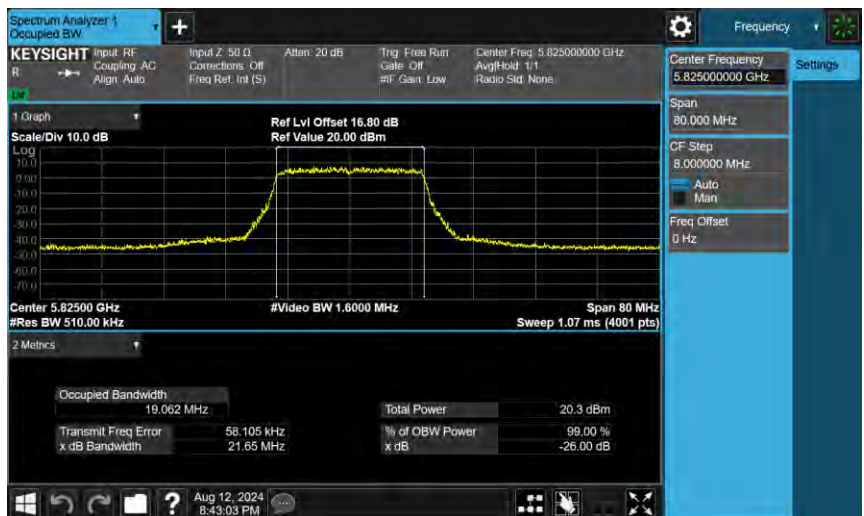 Spectrum Analyzer 1
Occupied BW
+
Frequency
KEYSIGHT
R
Input: RF
Coupling: AC
Align: Auto
Input Z: 50 Ω
Corrections: Off
Freq Ref: Int (S)
Atten: 20 dB
Trig: Free Run
Gate: Off
#IF Gain: Low
Center Freq: 5.825000000 GHz
Avg|Hold: 1/1
Radio Std: None
Center Frequency
5.825000000 GHz
Settings
Span
80.000 MHz
CF Step
8.000000 MHz
Auto
Man
Freq Offset
0 Hz
1 Graph
Scale/Div 10.0 dB
Ref Lvl Offset 16.80 dB
Ref Value 20.00 dBm
Log
10.0
0.00
-10.0
-20.0
-30.0
-40.0
-50.0
-60.0
-70.0
Center 5.82500 GHz
#Res BW 510.00 kHz
#Video BW 1.6000 MHz
Span 80 MHz
Sweep 1.07 ms (4001 pts)
2 Metrics
Occupied Bandwidth
19.062 MHz
Total Power 20.3 dBm
Transmit Freq Error 58.105 kHz
% of OBW Power 99.00 %
x dB Bandwidth 21.65 MHz
x dB -26.00 dB
?
Aug 12, 2024
8:43:03 PM